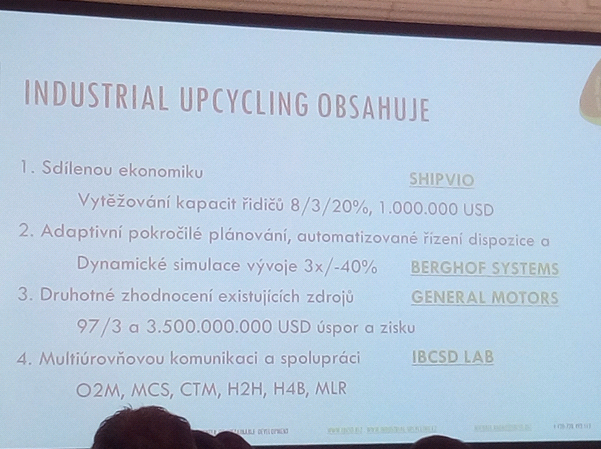 INDUSTRIAL UPCYCLING OBSAHUJE
1. Sdílenou ekonomiku SHIPVIO
Vytěžování kapacit řidičů 8/3/20%, 1.000.000 USD
2. Adaptivní pokročilé plánování, automatizované řízení dispozice a
Dynamické simulace vývoje 3x/-40% BERGHOF SYSTEMS
3. Druhotné zhodnocení existujících zdrojů GENERAL MOTORS
97/3 a 3.500.000.000 USD úspor a zisku
4. Multiúrovňovou komunikaci a spolupráci IBCSD LAB
O2M, MCS, CTM, H2H, H4B, MLR
DEVELOPMENT